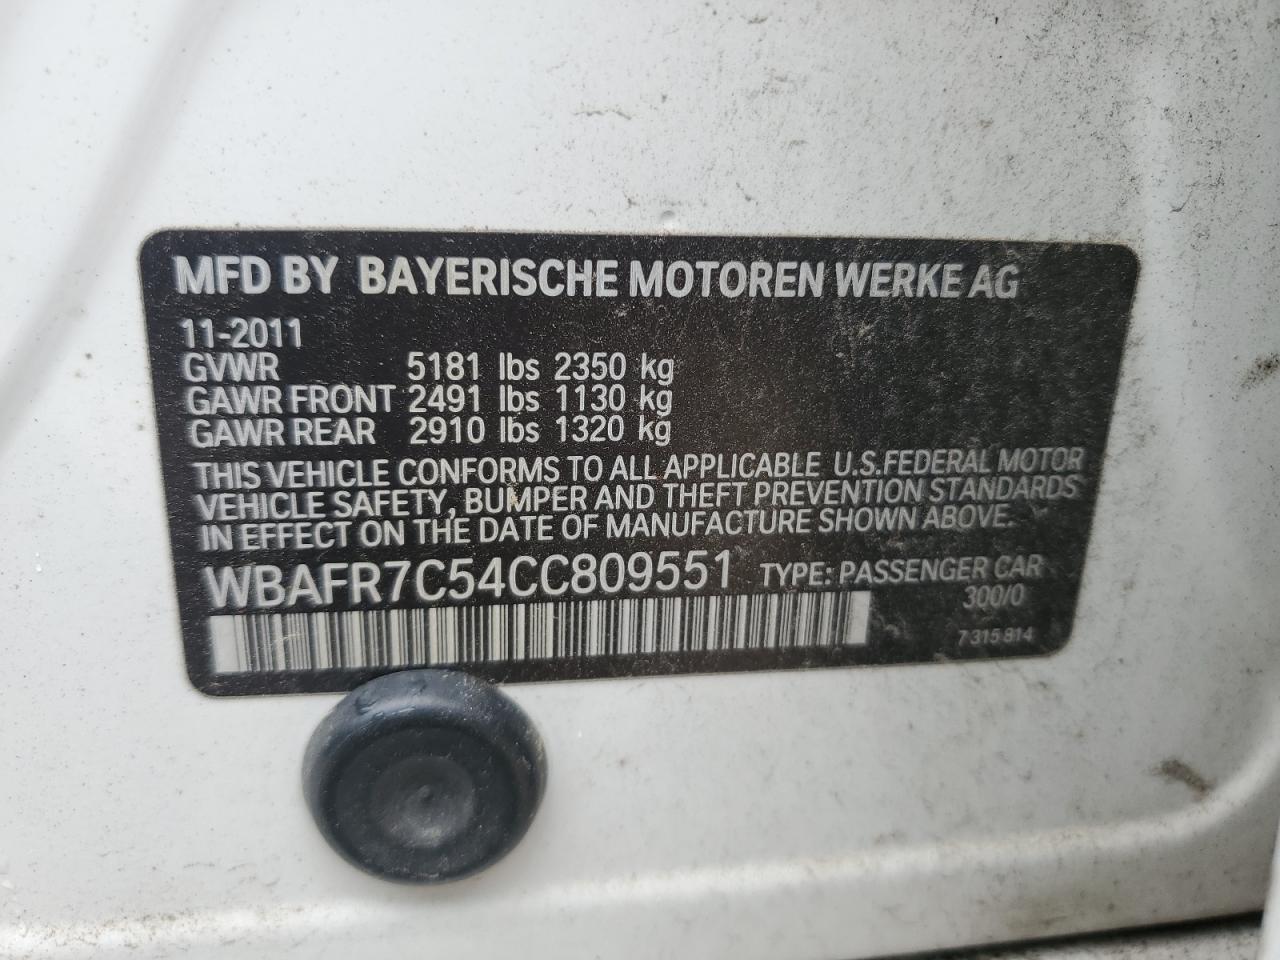 MFD BY BAYERISCHE MOTOREN WERKE AG
11-2011
GVWR 5181 lbs 2350 kg
GAWR FRONT 2491 lbs 1130 kg
GAWR REAR 2910 lbs 1320 kg
THIS VEHICLE CONFORMS TO ALL APPLICABLE U.S.FEDERAL MOTOR
VEHICLE SAFETY, BUMPER AND THEFT PREVENTION STANDARDS
IN EFFECT ON THE DATE OF MANUFACTURE SHOWN ABOVE.
WBAFR7C54CC809551 TYPE: PASSENGER CAR
300/0
7 315 814